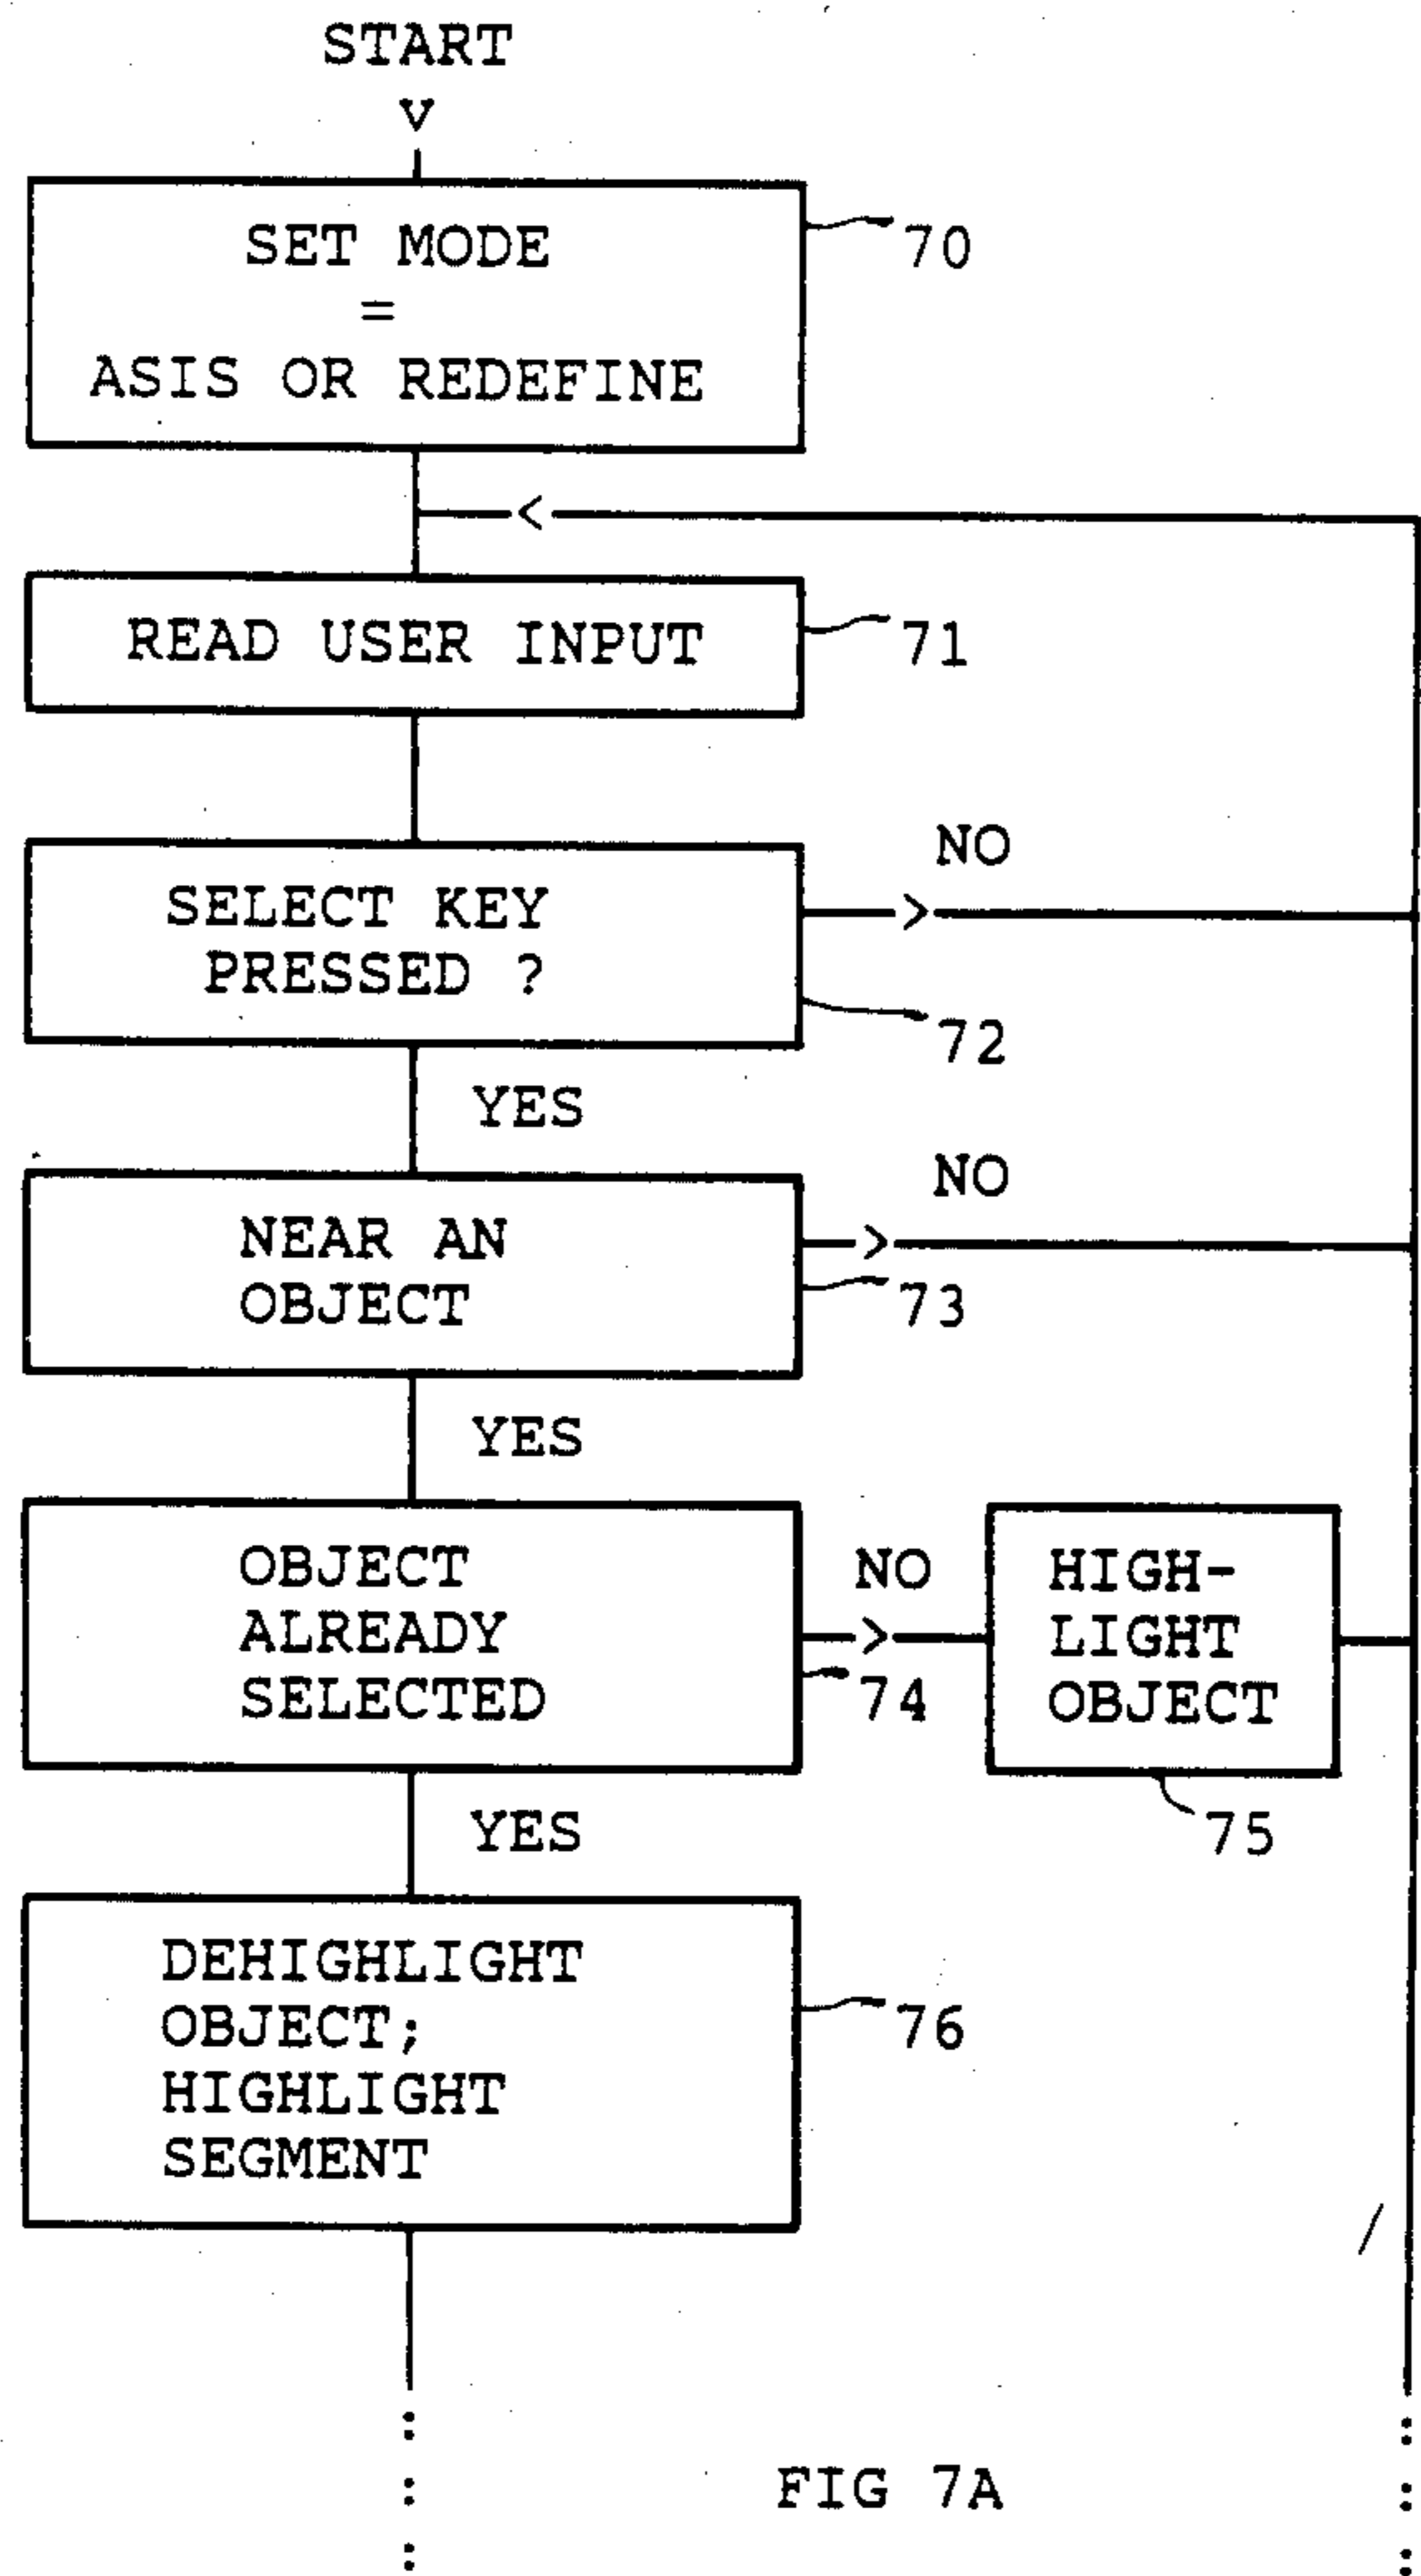 START
v
SET MODE
=
ASIS OR REDEFINE
70
<
READ USER INPUT
71
NO
SELECT KEY
PRESSED ?
>
72
YES
NO
NEAR AN
OBJECT
>
73
YES
OBJECT
ALREADY
SELECTED
NO
>
74
HIGH-
LIGHT
OBJECT
75
YES
DEHIGHLIGHT
OBJECT;
HIGHLIGHT
SEGMENT
76
FIG 7A